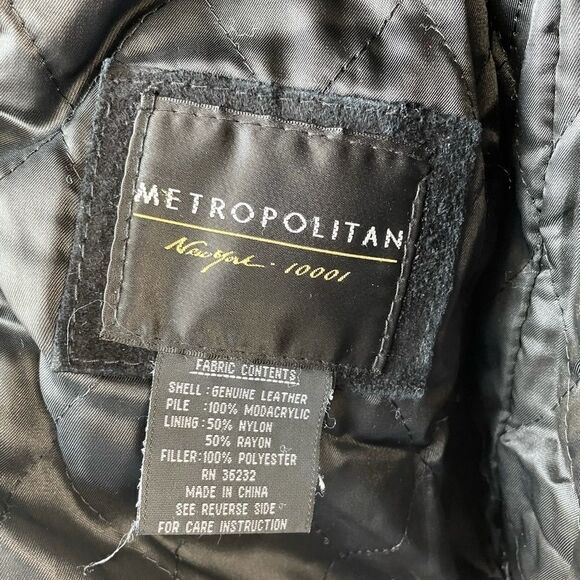 METROPOLITAN
New York - 10001
FABRIC CONTENTS
SHELL : GENUINE LEATHER
PILE : 100% MODACRYLIC
LINING : 50% NYLON
50% RAYON
FILLER: 100% POLYESTER
RN 36232
MADE IN CHINA
SEE REVERSE SIDE
FOR CARE INSTRUCTION